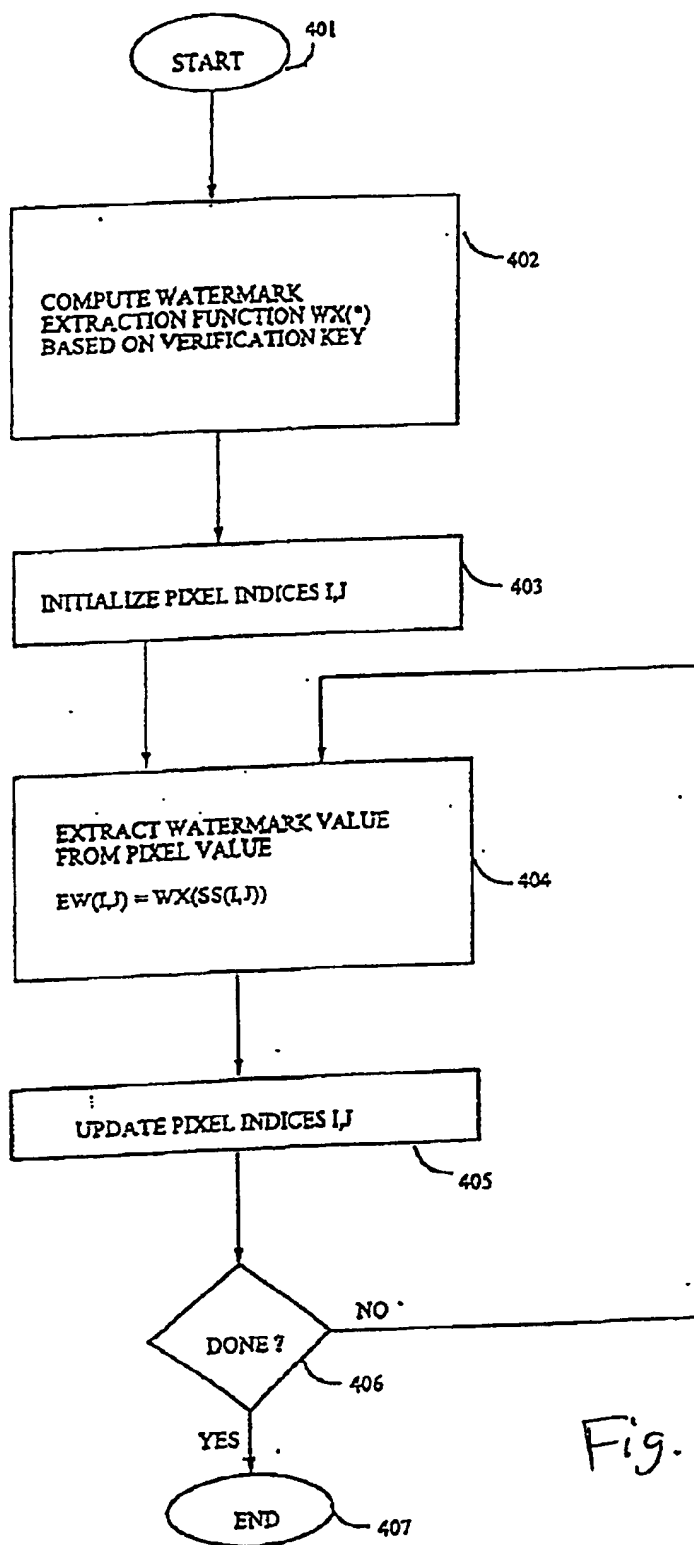 START
401
COMPUTE WATERMARK
EXTRACTION FUNCTION WX(*)
BASED ON VERIFICATION KEY
402
INITIALIZE PIXEL INDICES I,J
403
EXTRACT WATERMARK VALUE
FROM PIXEL VALUE
EW(I,J) = WX(SS(I,J))
404
UPDATE PIXEL INDICES I,J
405
DONE ?
NO
406
YES
END
407
Fig.